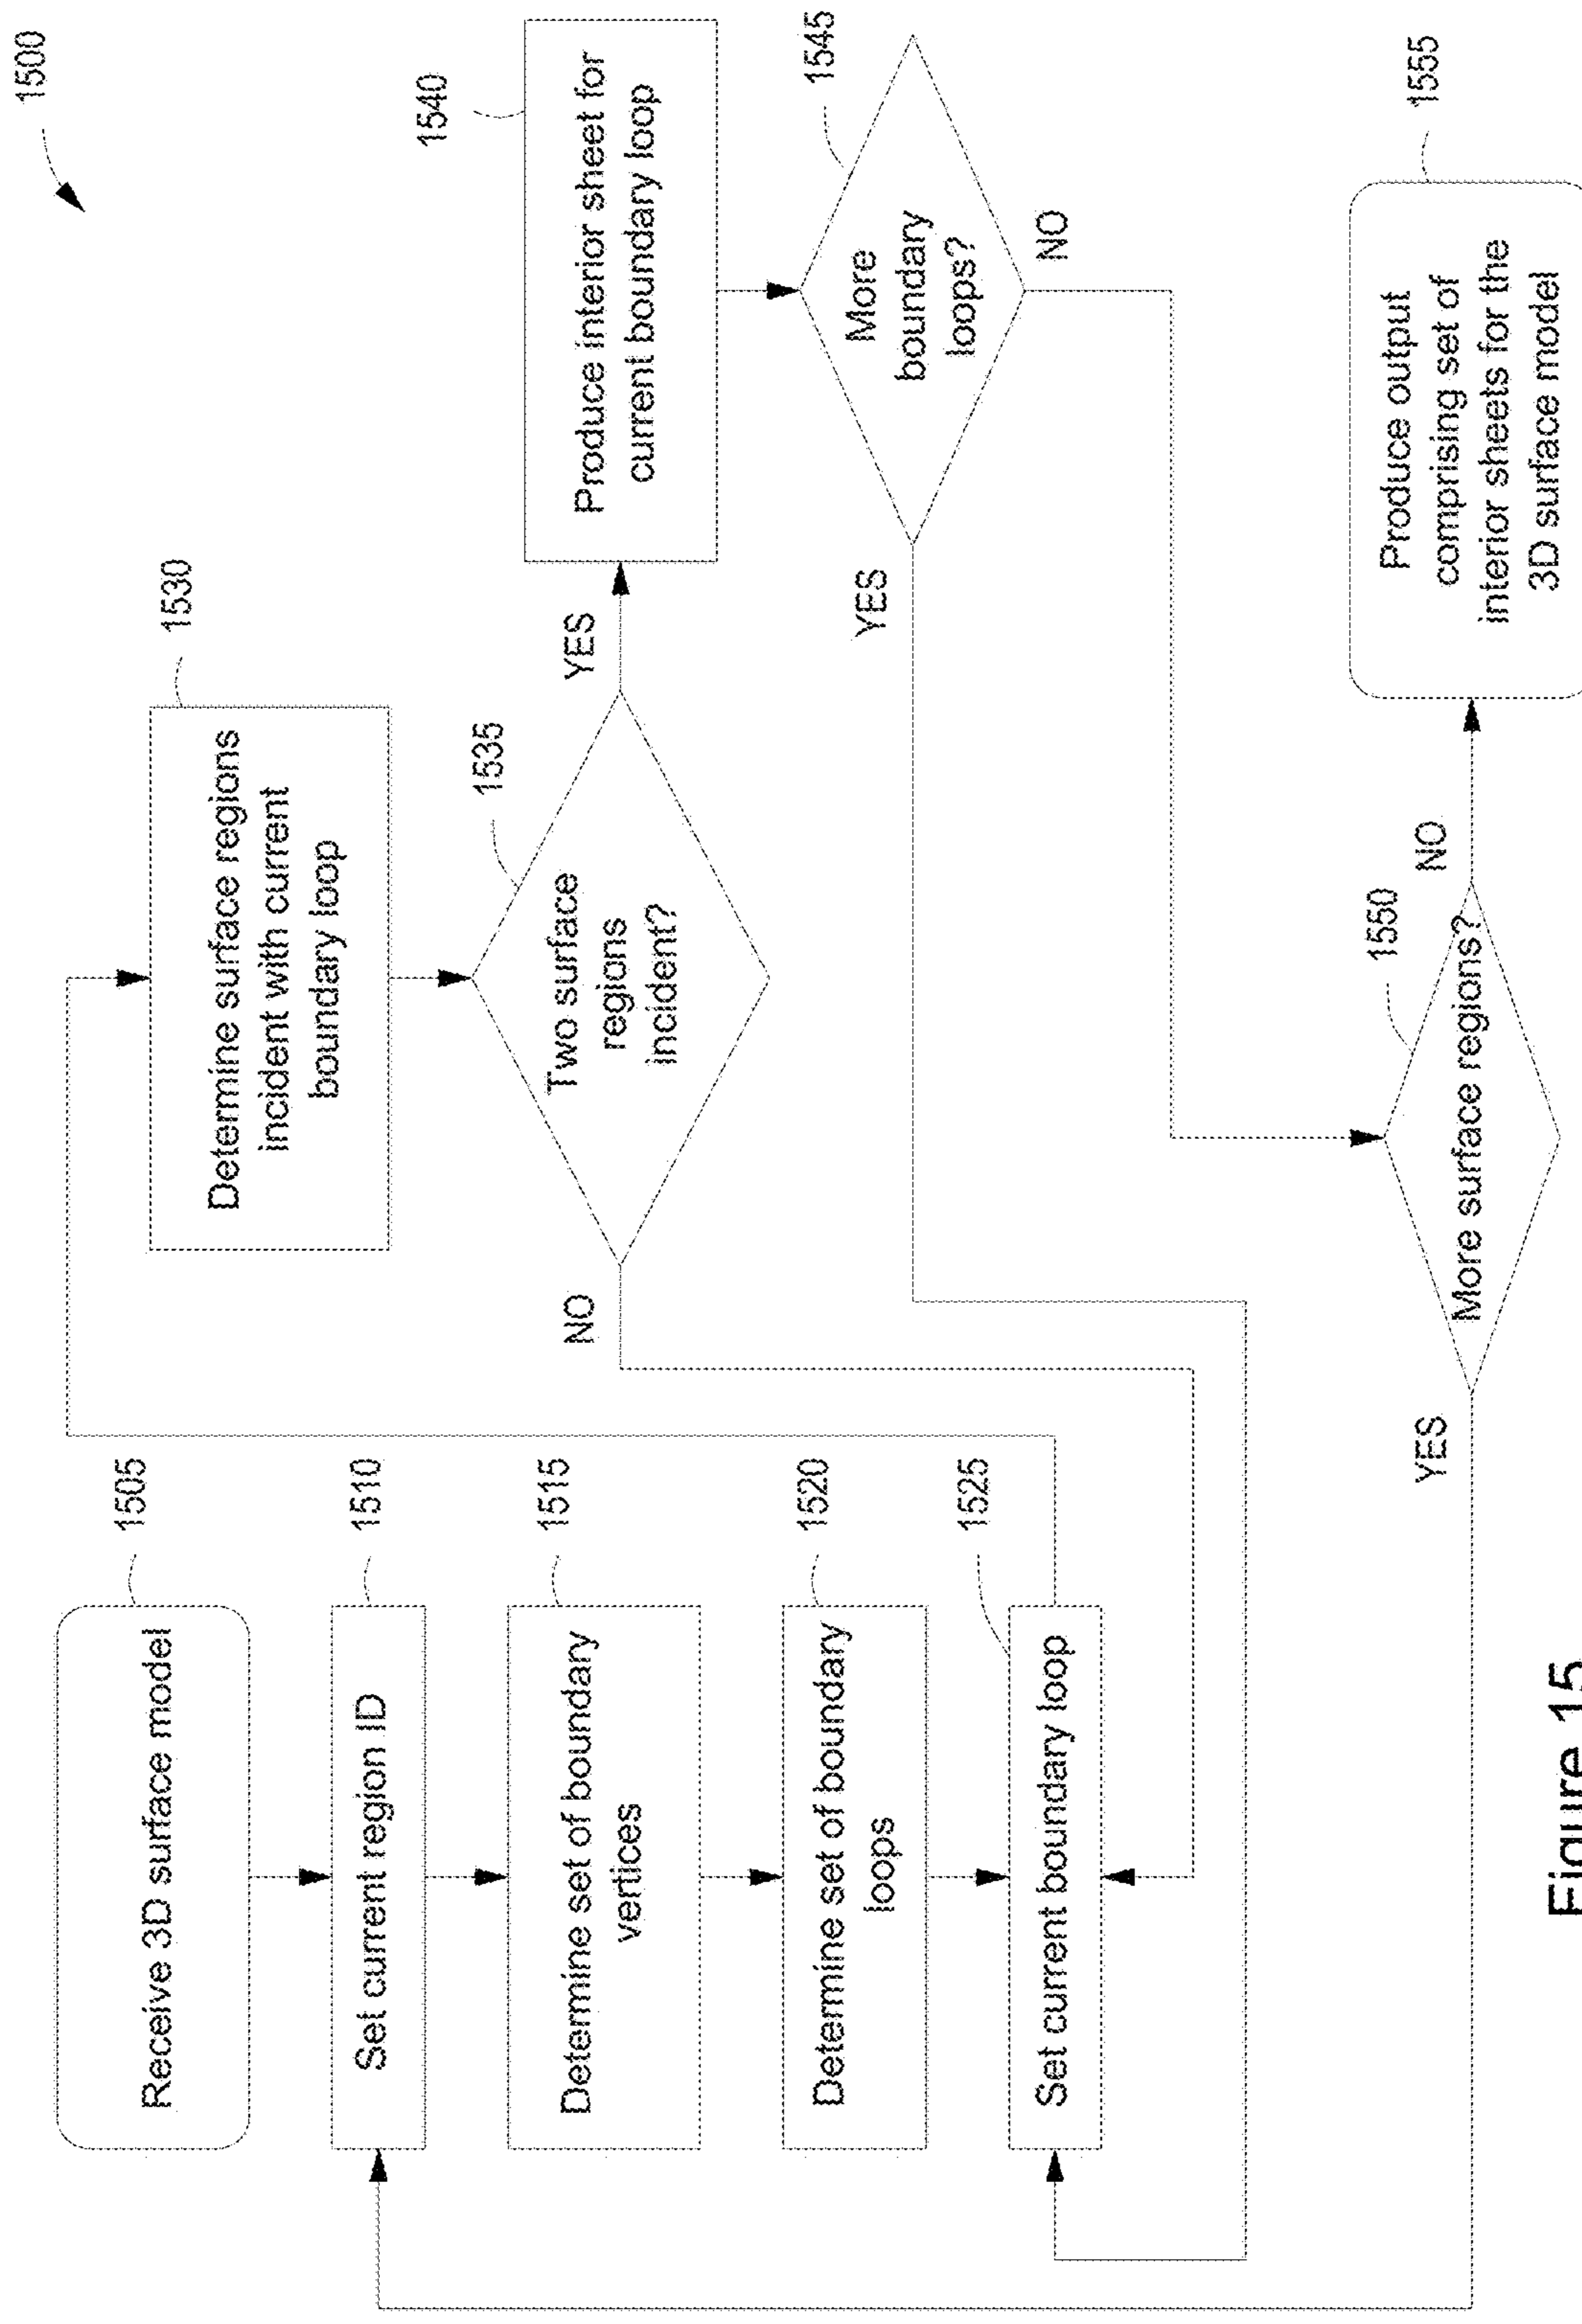 1500
1505
Receive 3D surface model
1510
Set current region ID
1515
Determine set of boundary
vertices
1520
Determine set of boundary
loops
1525
Set current boundary loop
1530
Determine surface regions
incident with current
boundary loop
1535
Two surface
regions
incident?
NO
YES
1540
Produce interior sheet for
current boundary loop
1545
More
boundary
loops?
YES
NO
1550
More surface regions?
YES
NO
1555
Produce output
comprising set of
interior sheets for the
3D surface model
Figure 15